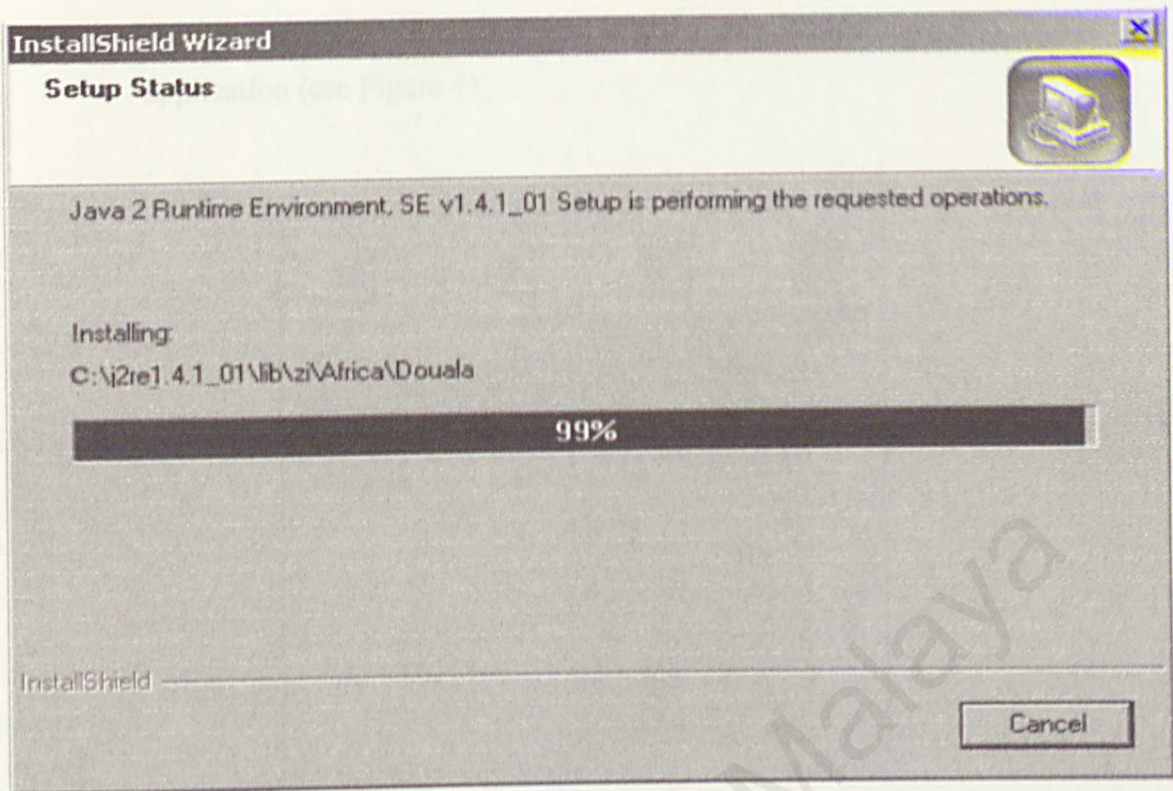 InstallShield Wizard
Setup Status
Java 2 Runtime Environment, SE v1.4.1_01 Setup is performing the requested operations.
Installing:
C:\j2re1.4.1_01\lib\zi\Africa\Douala
99%
InstallShield
Cancel
Malaya